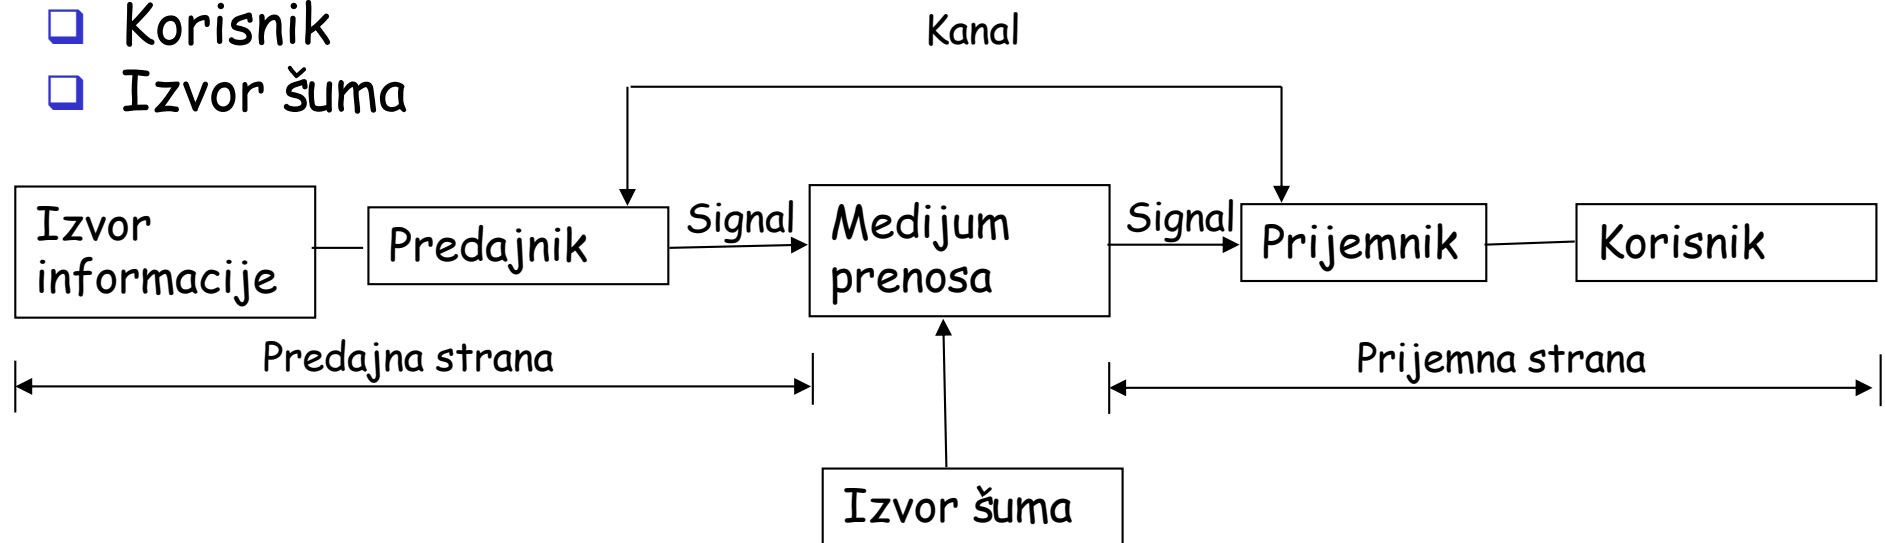 Korisnik
Izvor šuma
Kanal
Izvor
informacije
Predajnik
Signal
Medijum
prenosa
Signal
Prijemnik
Korisnik
Predajna strana
Prijemna strana
Izvor šuma